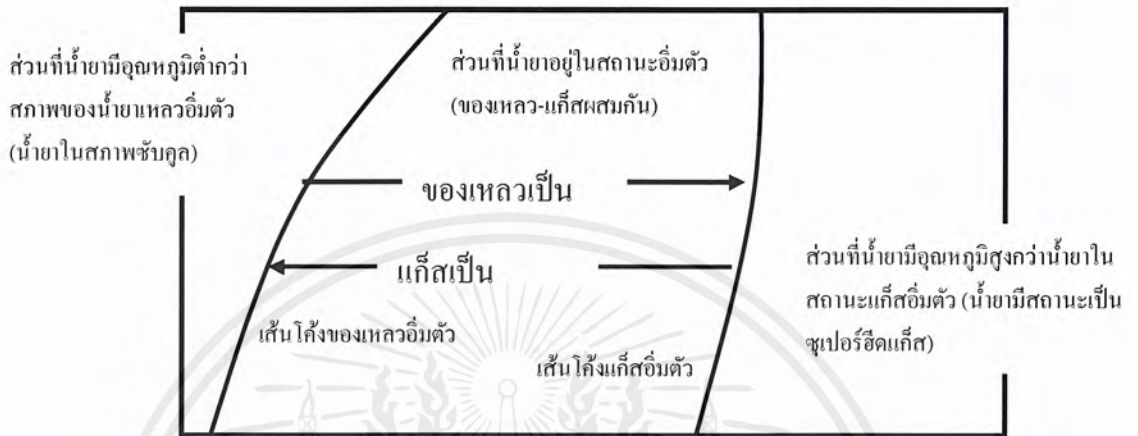 ส่วนที่น้ำยามีอุณหภูมิต่ำกว่า
สภาพของน้ำยาเหลวอิ่มตัว
(น้ำยาในสภาพซับคูล)
ส่วนที่น้ำยาอยู่ในสถานะอิ่มตัว
(ของเหลว-แก็สผสมกัน)
ของเหลวเป็น
แก็สเป็น
เส้นโค้งของเหลวอิ่มตัว
เส้นโค้งแก็สอิ่มตัว
ส่วนที่น้ำยามีอุณหภูมิสูงกว่าน้ำยาใน
สถานะแก็สอิ่มตัว (น้ำยามีสถานะเป็น
ซุเปอร์ฮีดแก็ส)